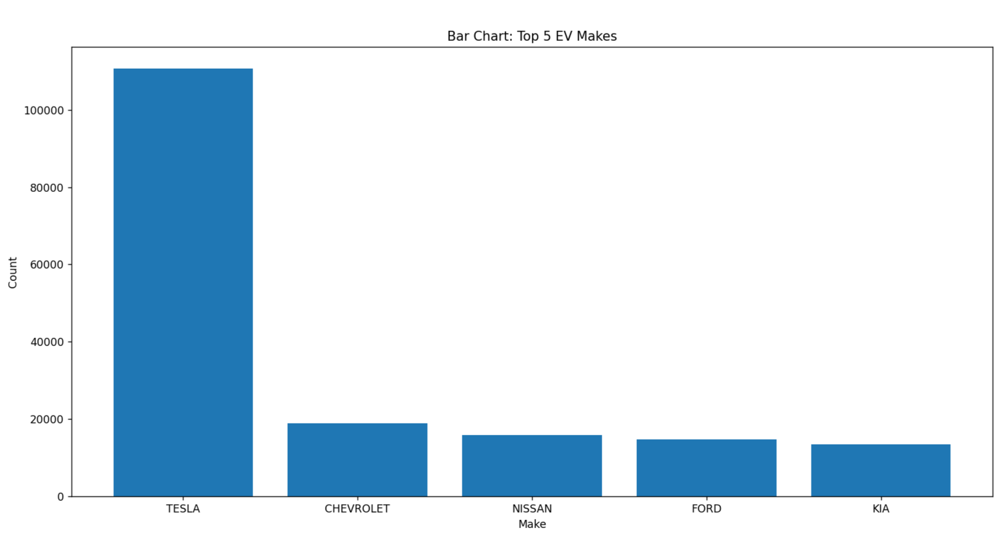 Bar Chart: Top 5 EV Makes
100000
80000
60000
40000
20000
0
Count
TESLA CHEVROLET NISSAN FORD KIA
Make